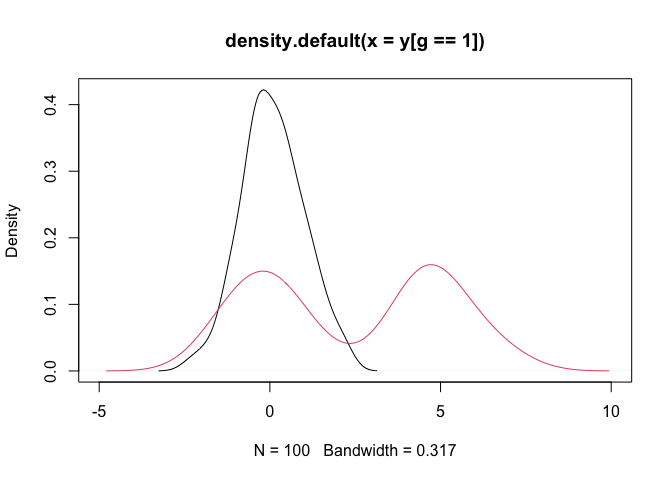 density.default(x = y[g == 1])
Density
0.4
0.3
0.2
0.1
0.0
-5 0 5 10
N = 100 Bandwidth = 0.317